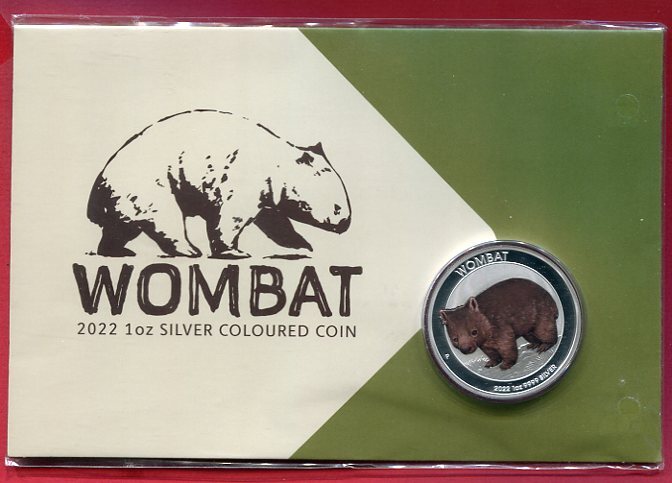 WOMBAT
2022 1oz SILVER COLOURED COIN
WOMBAT
P
2022 1oz 9999 SILVER